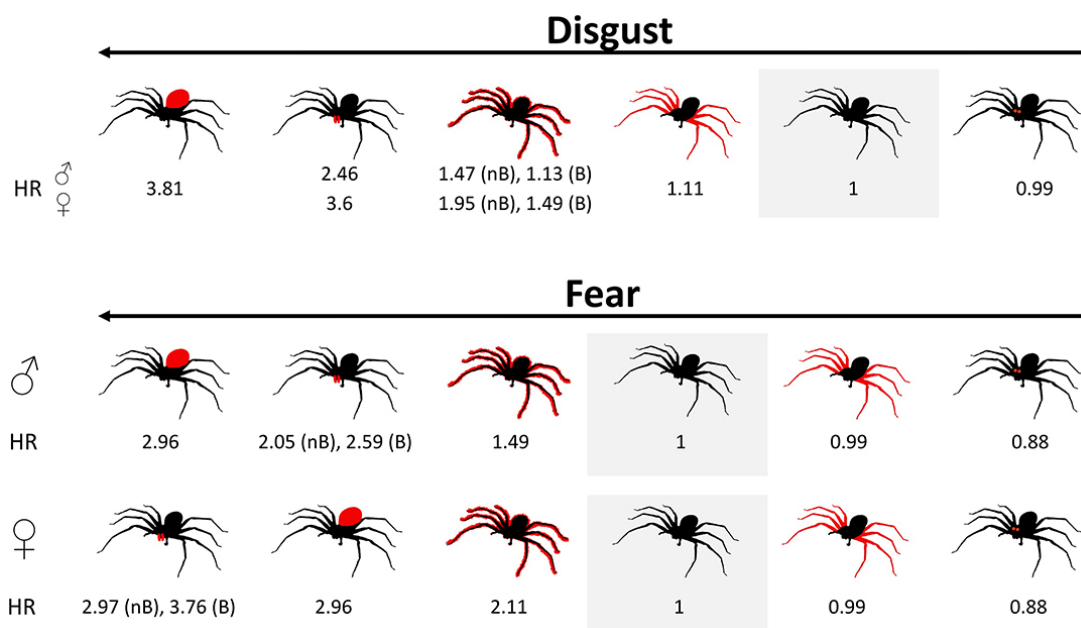 Disgust
HR ♂ 3.81 2.46 1.47 (nB), 1.13 (B) 1.11 1 0.99
♀ 3.6 1.95 (nB), 1.49 (B)
Fear
♂
HR 2.96 2.05 (nB), 2.59 (B) 1.49 1 0.99 0.88
♀
HR 2.97 (nB), 3.76 (B) 2.96 2.11 1 0.99 0.88